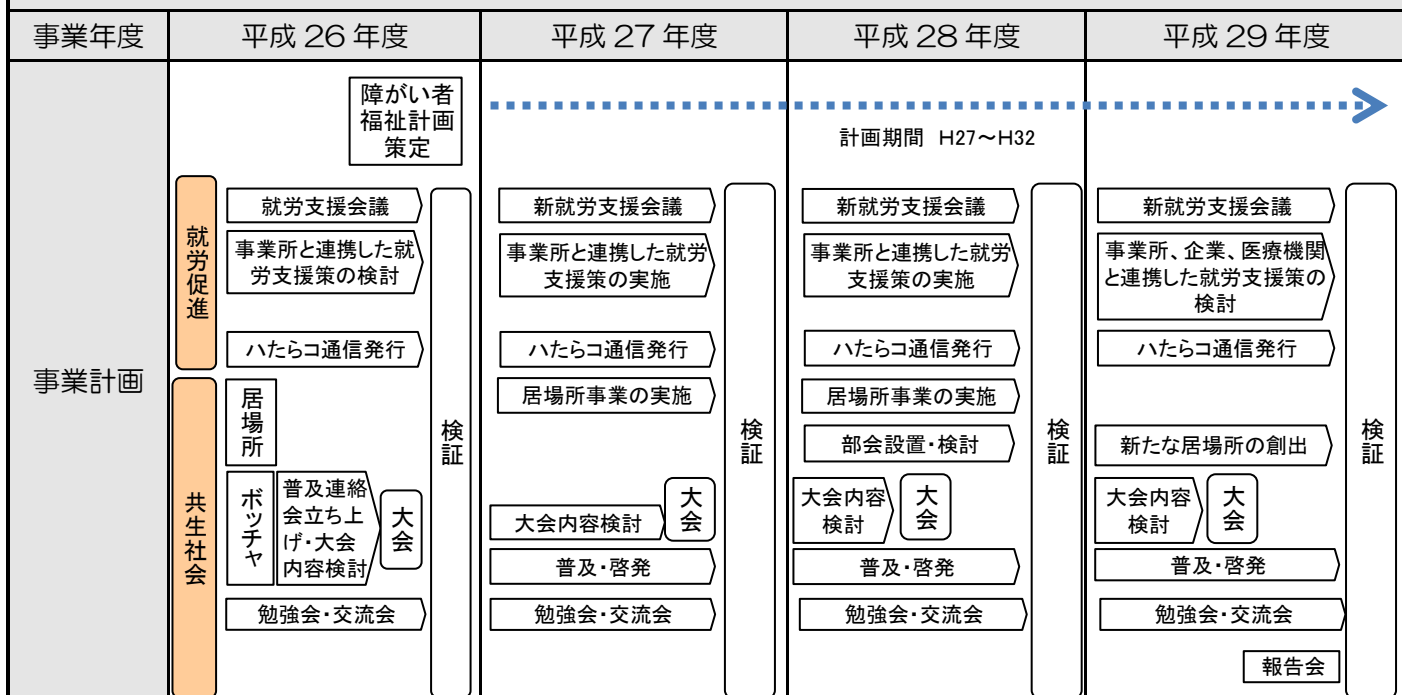 事業年度
平成 26 年度
平成 27 年度
平成 28 年度
平成 29 年度
事業計画
障がい者
福祉計画
策定
計画期間 H27～H32
就労促進
共生社会
就労支援会議
事業所と連携した就
労支援策の検討
ハたらコ通信発行
居場所
ボッチャ
普及連絡
会立ち上
げ・大会
内容検討
大会
勉強会・交流会
検証
新就労支援会議
事業所と連携した就労
支援策の実施
ハたらコ通信発行
居場所事業の実施
大会内容検討
大会
普及・啓発
勉強会・交流会
検証
新就労支援会議
事業所と連携した就労
支援策の実施
ハたらコ通信発行
居場所事業の実施
部会設置・検討
大会内容
検討
大会
普及・啓発
勉強会・交流会
検証
新就労支援会議
事業所、企業、医療機関
と連携した就労支援策の
検討
ハたらコ通信発行
新たな居場所の創出
大会内容
検討
大会
普及・啓発
勉強会・交流会
報告会
検証